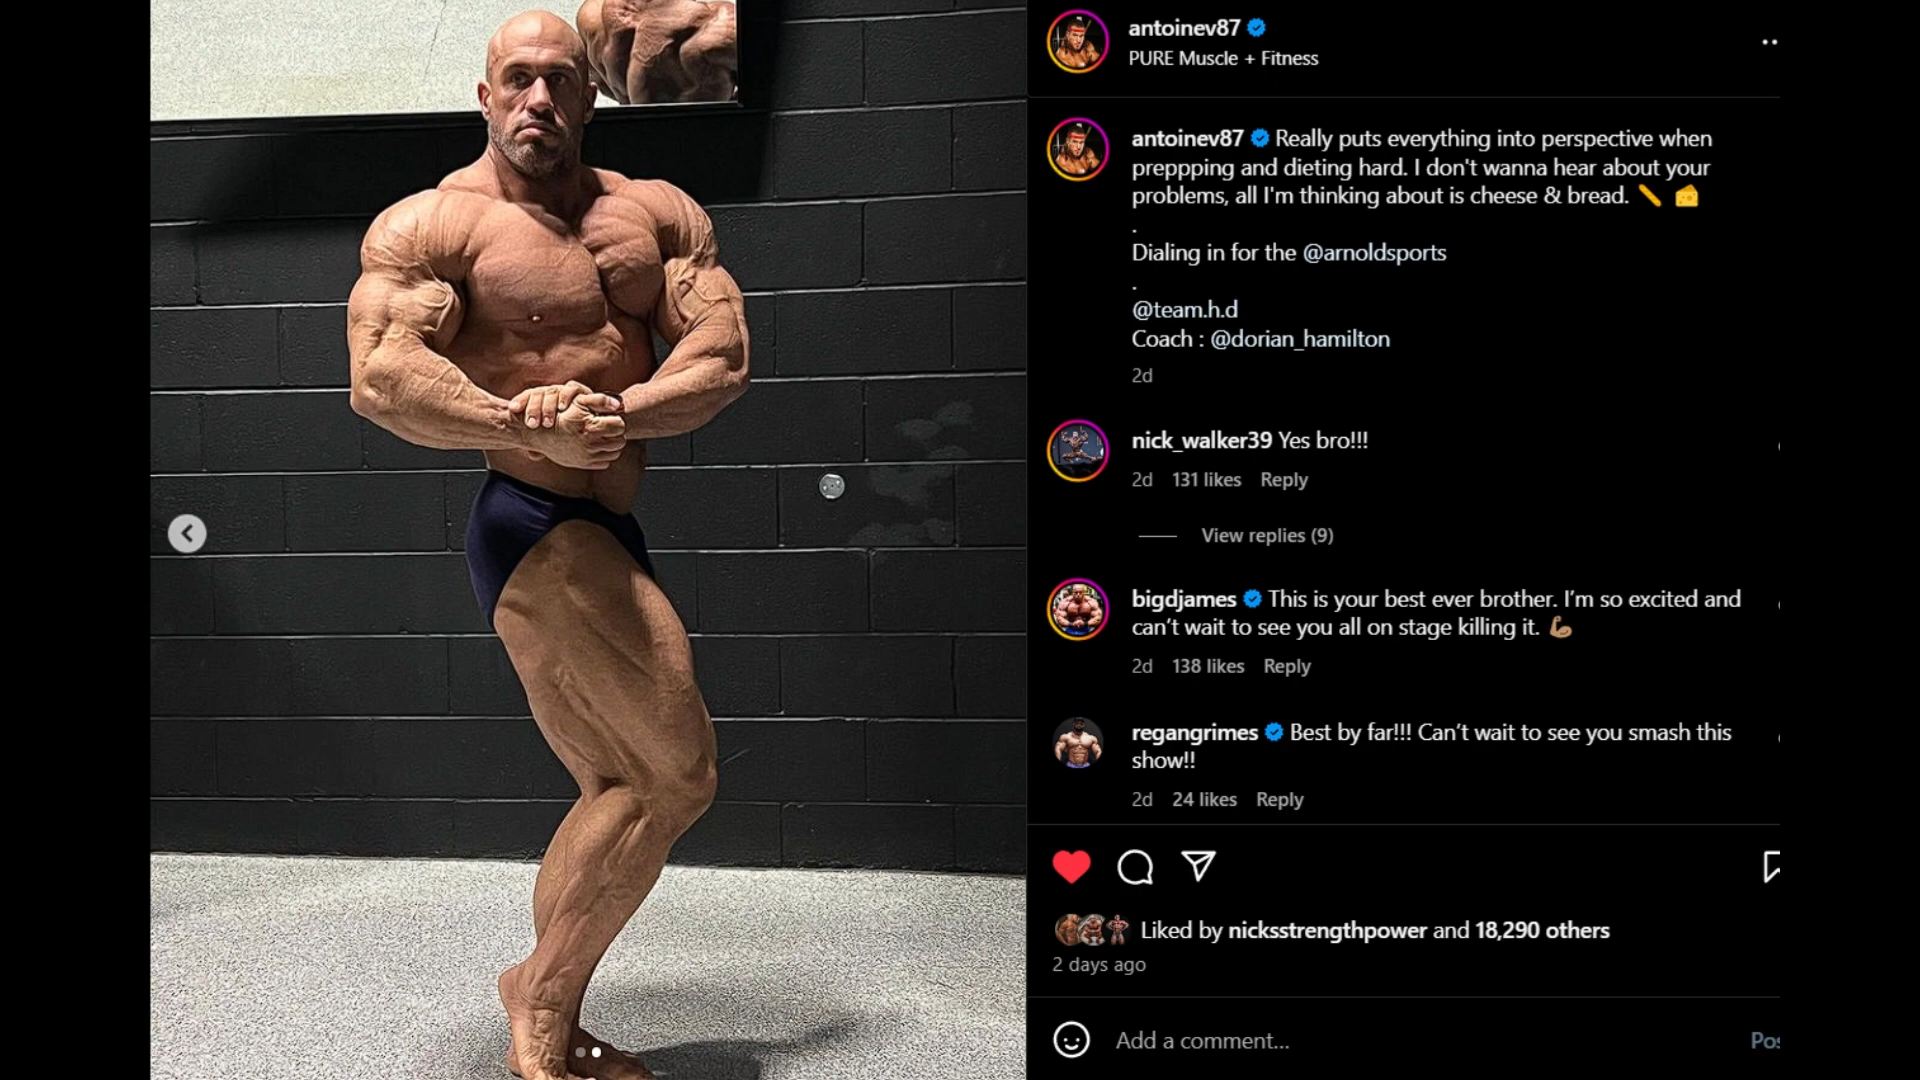 antoinev87
PURE Muscle + Fitness
antoinev87 Really puts everything into perspective when
preppping and dieting hard. I don't wanna hear about your
problems, all I'm thinking about is cheese & bread. 🥖 🧀
.
Dialing in for the @arnoldsports
.
@team.h.d
Coach : @dorian_hamilton
2d
nick_walker39 Yes bro!!!
2d 131 likes Reply
View replies (9)
bigdjames This is your best ever brother. I’m so excited and
can’t wait to see you all on stage killing it. 💪🏽
2d 138 likes Reply
regangrimes Best by far!!! Can’t wait to see you smash this
show!!
2d 24 likes Reply
Liked by nicksstrengthpower and 18,290 others
2 days ago
Add a comment...